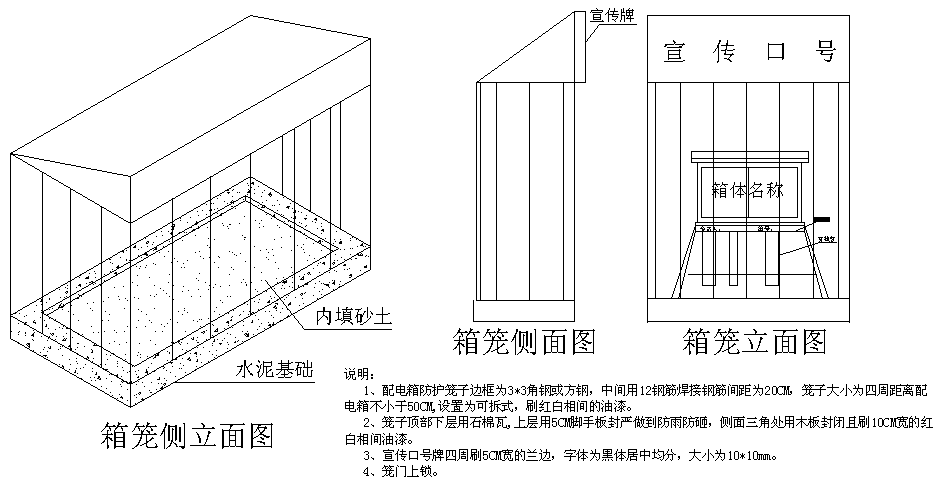 宣传牌
宣传口号
箱体名称
内填砂土
水泥基础
箱笼侧立面图
箱笼侧面图
箱笼立面图
说明：
1、配电箱防护笼子边框为3*3角钢或方钢，中间用12钢筋焊接钢筋间距为20CM，笼子大小为四周距离配
电箱不小于50CM,设置为可拆式，刷红白相间的油漆。
2、笼子顶部下层用石棉瓦,上层用5CM脚手板封严做到防雨防砸，侧面三角处用木板封闭且刷10CM宽的红
白相间油漆。
3、宣传口号牌四周刷5CM宽的兰边，字体为黑体居中均分，大小为10*10mm。
4、笼门上锁。